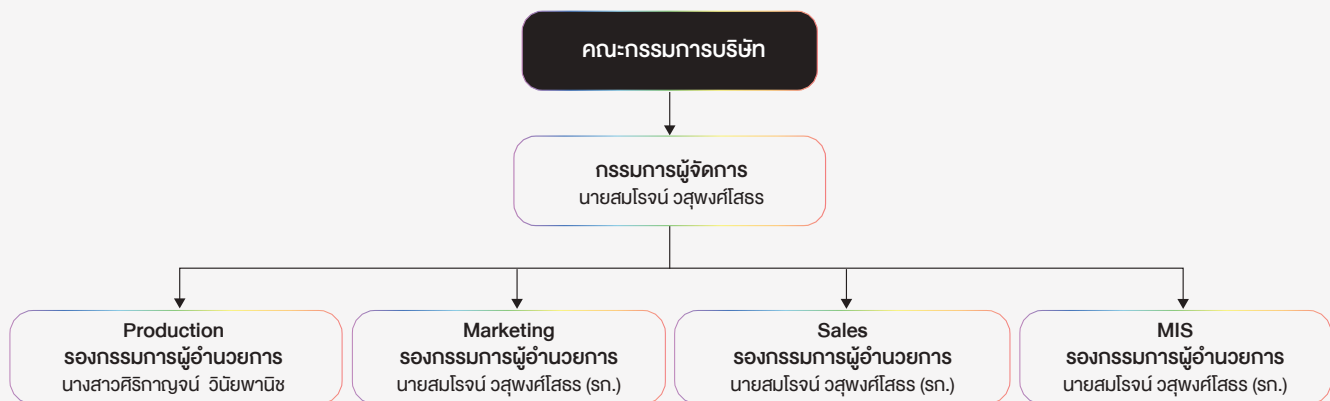 คณะกรรมการบริษัท
กรรมการผู้จัดการ
นายสมโรจน์ วสุพงศ์โสธร
Production
รองกรรมการผู้อำนวยการ
นางสาวศิริกาญจน์ วินัยพานิช
Marketing
รองกรรมการผู้อำนวยการ
นายสมโรจน์ วสุพงศ์โสธร (รก.)
Sales
รองกรรมการผู้อำนวยการ
นายสมโรจน์ วสุพงศ์โสธร (รก.)
MIS
รองกรรมการผู้อำนวยการ
นายสมโรจน์ วสุพงศ์โสธร (รก.)